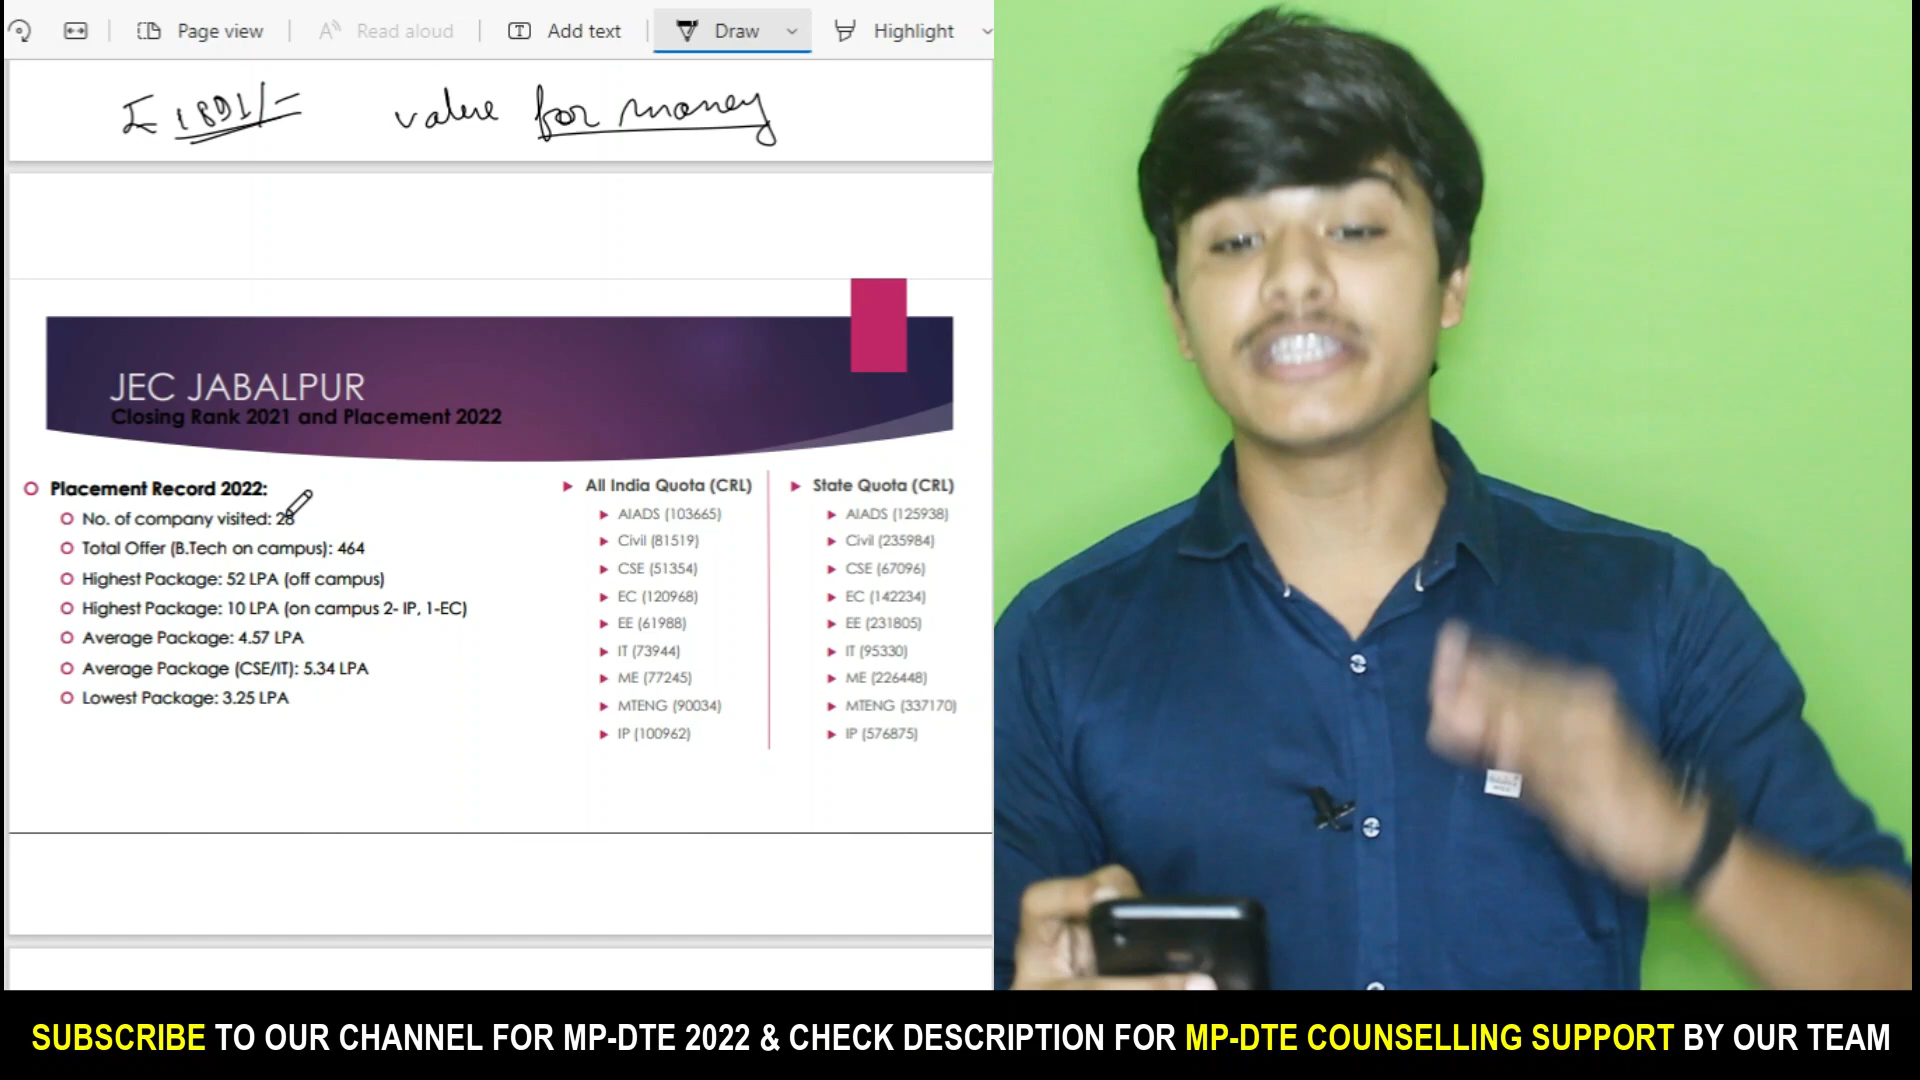 Page view
Read aloud
Add text
Draw
Highlight
1891/= value for money
JEC JABALPUR
Closing Rank 2021 and Placement 2022
Placement Record 2022:
No. of company visited: 28
Total Offer (B.Tech on campus): 464
Highest Package: 52 LPA (off campus)
Highest Package: 10 LPA (on campus 2- IP, 1-EC)
Average Package: 4.57 LPA
Average Package (CSE/IT): 5.34 LPA
Lowest Package: 3.25 LPA
All India Quota (CRL)
AIADS (103665)
Civil (81519)
CSE (51354)
EC (120968)
EE (61988)
IT (73944)
ME (77245)
MTENG (90034)
IP (100962)
State Quota (CRL)
AIADS (125938)
Civil (235984)
CSE (67096)
EC (142234)
EE (231805)
IT (95330)
ME (226448)
MTENG (337170)
IP (576875)
SUBSCRIBE TO OUR CHANNEL FOR MP-DTE 2022 & CHECK DESCRIPTION FOR MP-DTE COUNSELLING SUPPORT BY OUR TEAM